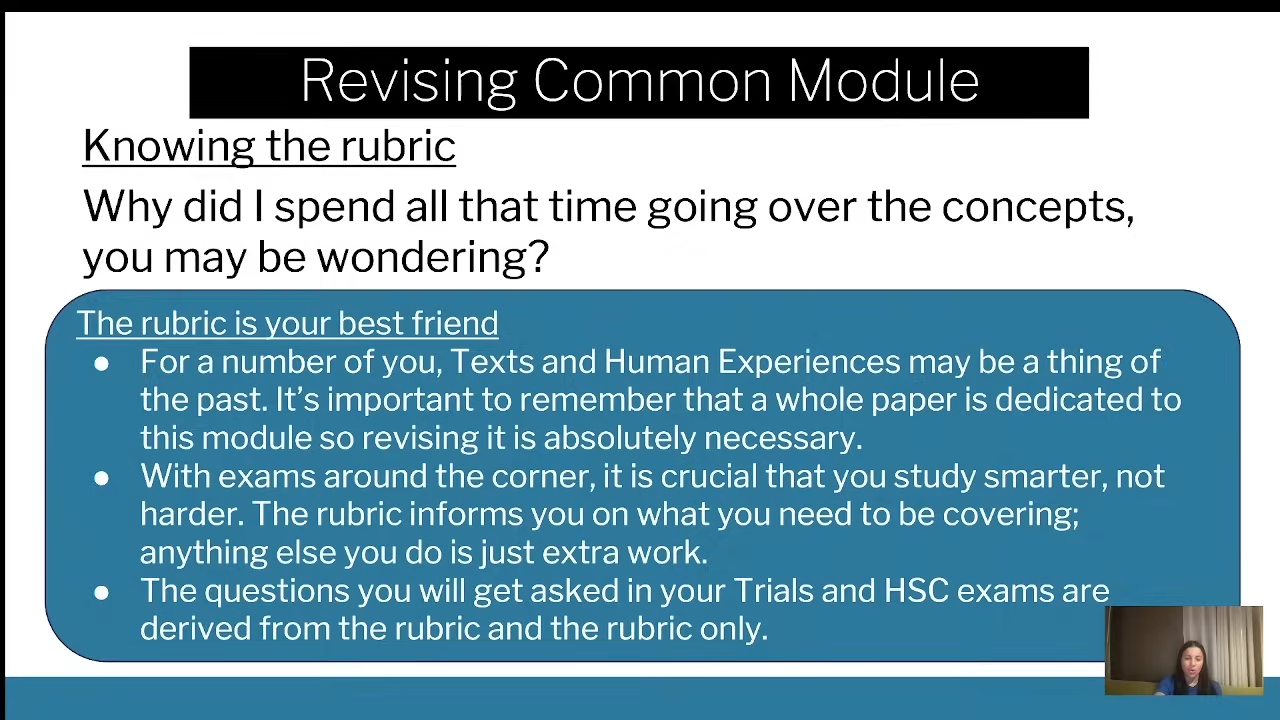 Revising Common Module
Knowing the rubric
Why did I spend all that time going over the concepts,
you may be wondering?
The rubric is your best friend
● For a number of you, Texts and Human Experiences may be a thing of
the past. It’s important to remember that a whole paper is dedicated to
this module so revising it is absolutely necessary.
● With exams around the corner, it is crucial that you study smarter, not
harder. The rubric informs you on what you need to be covering;
anything else you do is just extra work.
● The questions you will get asked in your Trials and HSC exams are
derived from the rubric and the rubric only.